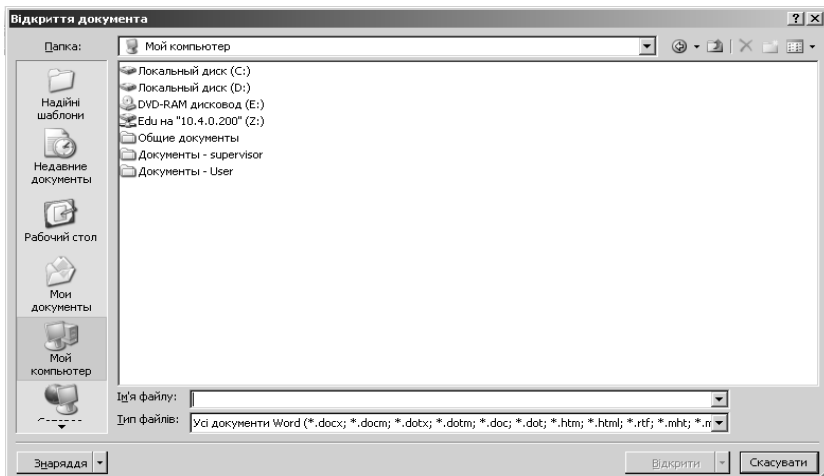 Відкриття документа
Папка:
Мой компьютер
Надійні
шаблони
Недавние
документы
Рабочий стол
Мои
документы
Мой
компьютер
Локальный диск (C:)
Локальный диск (D:)
DVD-RAM дисковод (E:)
Edu на "10.4.0.200" (Z:)
Общие документы
Документы - supervisor
Документы - User
Ім'я файлу:
Тип файлів:
Усі документи Word (*.docx; *.docm; *.dotx; *.dotm; *.doc; *.dot; *.htm; *.html; *.rtf; *.mht; *.m
Знаряддя
Відкрити
Скасувати